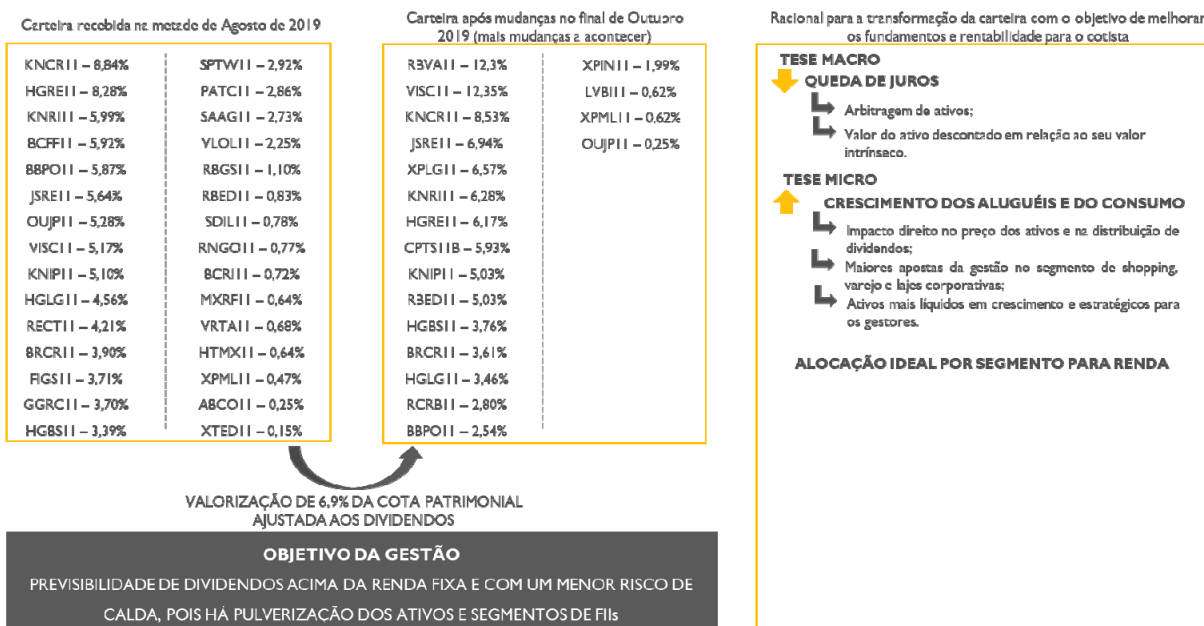 Carteira recebida na metade de Agosto de 2019
KNCR11 – 8,84%
HGRE11 – 8,28%
KNRI11 – 5,99%
BCFF11 – 5,92%
BBPO11 – 5,87%
JSRE11 – 5,64%
OUJP11 – 5,28%
VISC11 – 5,17%
KNIP11 – 5,10%
HGLG11 – 4,56%
RECT11 – 4,21%
BRCR11 – 3,90%
FIGS11 – 3,71%
GGRC11 – 3,70%
HGBS11 – 3,39%
SPTW11 – 2,92%
PATC11 – 2,86%
SAAG11 – 2,73%
VLOL11 – 2,25%
RBGS11 – 1,10%
RBED11 – 0,83%
SDIL11 – 0,78%
RNGO11 – 0,77%
BCRI11 – 0,72%
MXRF11 – 0,64%
VRTA11 – 0,68%
HTMX11 – 0,64%
XPML11 – 0,47%
ABCO11 – 0,25%
XTED11 – 0,15%
Carteira após mudanças no final de Outubro
2019 (mais mudanças a acontecer)
RBVA11 – 12,3%
VISC11 – 12,35%
KNCR11 – 8,53%
JSRE11 – 6,94%
XPLG11 – 6,57%
KNRI11 – 6,28%
HGRE11 – 6,17%
CPTS11B – 5,93%
KNIP11 – 5,03%
RBED11 – 5,03%
HGBS11 – 3,76%
BRCR11 – 3,61%
HGLG11 – 3,46%
RCRB11 – 2,80%
BBPO11 – 2,54%
XPIN11 – 1,99%
LVBI11 – 0,62%
XPML11 – 0,62%
OUJP11 – 0,25%
VALORIZAÇÃO DE 6,9% DA COTA PATRIMONIAL
AJUSTADA AOS DIVIDENDOS
OBJETIVO DA GESTÃO
PREVISIBILIDADE DE DIVIDENDOS ACIMA DA RENDA FIXA E COM UM MENOR RISCO DE
CALDA, POIS HÁ PULVERIZAÇÃO DOS ATIVOS E SEGMENTOS DE FIIs
Racional para a transformação da carteira com o objetivo de melhorar
os fundamentos e rentabilidade para o cotista
TESE MACRO
QUEDA DE JUROS
Arbitragem de ativos;
Valor do ativo descontado em relação ao seu valor
intrínseco.
TESE MICRO
CRESCIMENTO DOS ALUGUÉIS E DO CONSUMO
Impacto direito no preço dos ativos e na distribuição de
dividendos;
Maiores apostas da gestão no segmento de shopping,
varejo e lajes corporativas;
Ativos mais líquidos em crescimento e estratégicos para
os gestores.
ALOCAÇÃO IDEAL POR SEGMENTO PARA RENDA